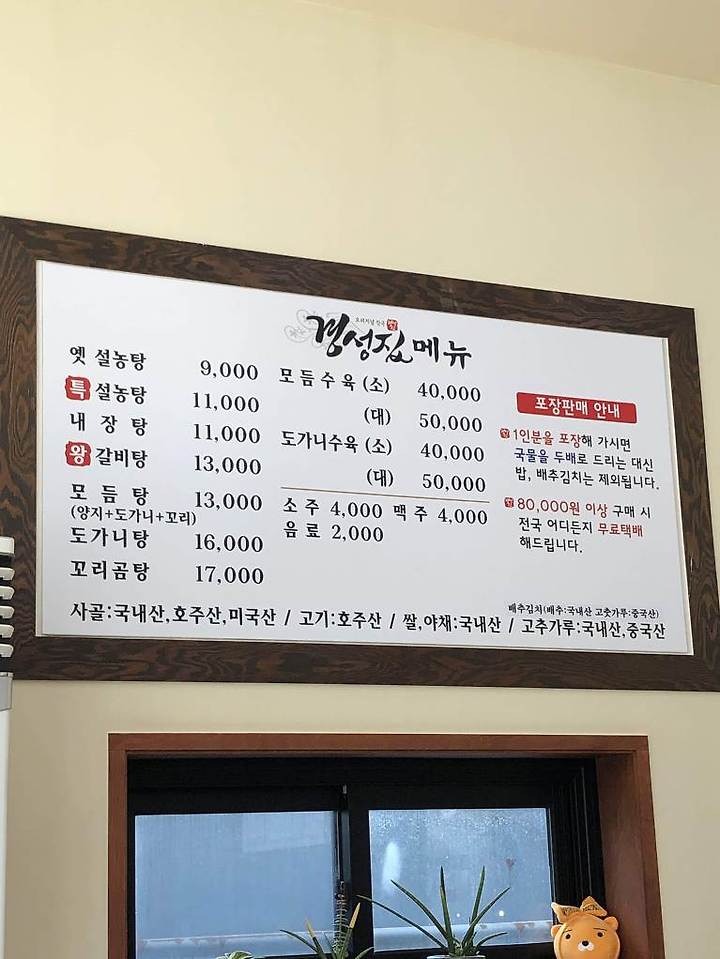 오리지널 한국
경성집메뉴
옛 설농탕 9,000
특 설농탕 11,000
내장탕 11,000
왕 갈비탕 13,000
모듬탕 13,000
(양지+도가니+꼬리)
도가니탕 16,000
꼬리곰탕 17,000
모듬수육 (소) 40,000
(대) 50,000
도가니수육 (소) 40,000
(대) 50,000
소주 4,000 맥주 4,000
음료 2,000
포장판매 안내
1인분을 포장해 가시면
국물을 두배로 드리는 대신
밥, 배추김치는 제외됩니다.
80,000원 이상 구매 시
전국 어디든지 무료택배
해드립니다.
배추김치(배추:국내산 고춧가루:중국산)
사골:국내산,호주산,미국산 / 고기:호주산 / 쌀,야채:국내산 / 고추가루:국내산,중국산